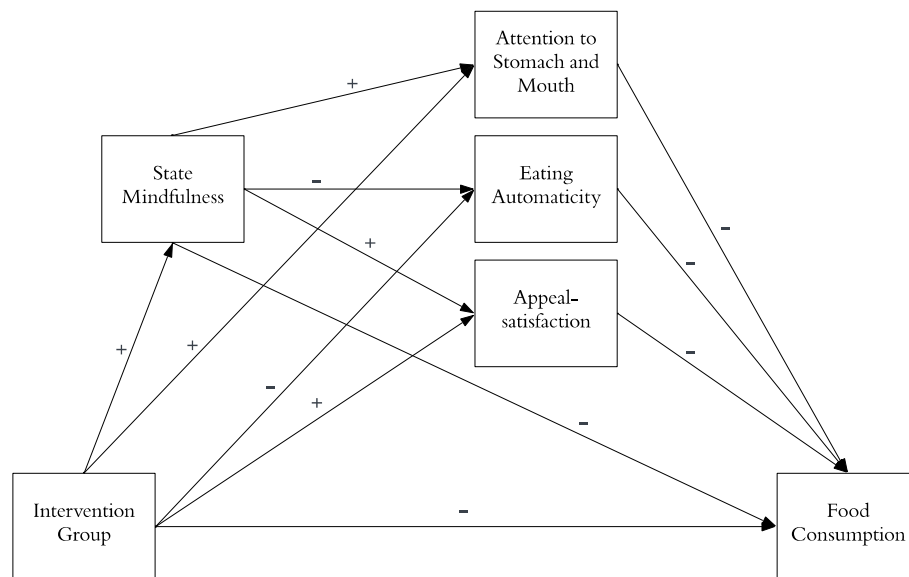 Attention to
Stomach and
Mouth
+
State
Mindfulness
-
Eating
Automaticity
+
-
-
Appeal-
satisfaction
+
+
-
-
+
-
Intervention
Group
-
Food
Consumption